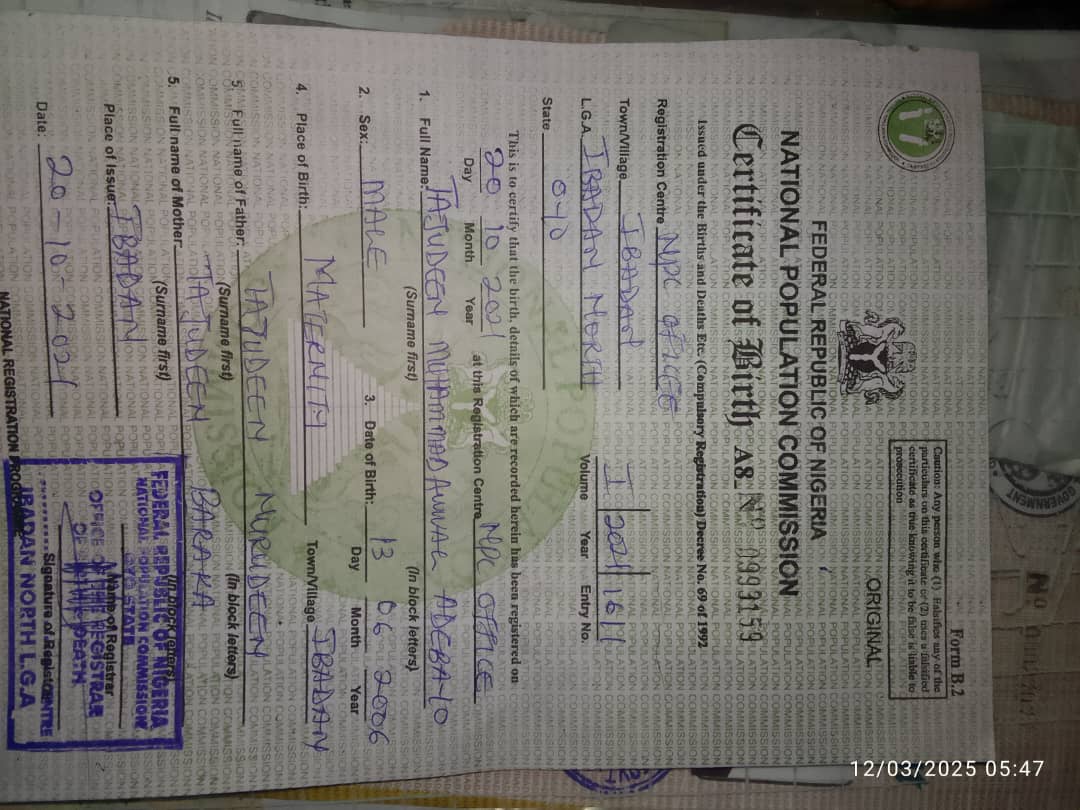 Form B.2
Caution: Any person who (1) Falsifies any of the
particulars on this certificate or (2) uses a falsified
certificate as true knowing it to be false is liable to
prosecution
ORIGINAL
FEDERAL REPUBLIC OF NIGERIA
NATIONAL POPULATION COMMISSION
Certificate of Birth A8 Nº 0999159
Issued under the Births and Deaths Etc. (Compulsory Registration) Decree No. 69 of 1992
Registration Centre NPC OFFICE
Town/Village IBADAN I 2021 1611
L.G.A IBADAN NORTH Volume Year Entry No.
State OYO
This is to certify that the birth, details of which are recorded herein has been registered on
20 10 2021 at this Registration Centre NPC OFFICE
Day Month Year
1. Full Name: TAJUDEEN MUHAMMAD AWWAL ADEBAYO
(Surname first) (In block letters)
2. Sex: MALE 3. Date of Birth: 13 06 2006
Day Month Year
4. Place of Birth: MATERNITY Town/Village IBADAN
5. Full name of Father: TAJUDEEN NURUDEEN
(Surname first) (In block letters)
5. Full name of Mother TAJUDEEN BARAKA
(Surname first) (In block letters)
Place of Issue: IBADAN
Name of Registrar
Date: 20-10-2021
Signature of Registrar
NATIONAL REGISTRATION
FEDERAL REPUBLIC OF NIGERIA
NATIONAL POPULATION COMMISSION
OYO STATE
OFFICE OF THE REGISTRAR
DEATH
IBADAN NORTH L.G.A
GOVERNMENT
12/03/2025 05:47